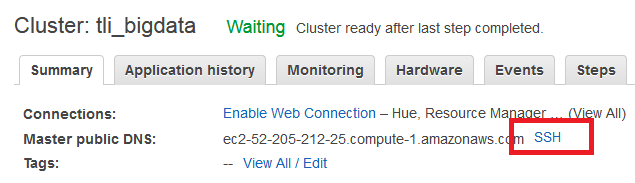 Cluster: tli_bigdata Waiting Cluster ready after last step completed.
Summary Application history Monitoring Hardware Events Steps
Connections: Enable Web Connection – Hue, Resource Manager ... (View All)
Master public DNS: ec2-52-205-212-25.compute-1.amazonaws.com SSH
Tags: -- View All / Edit